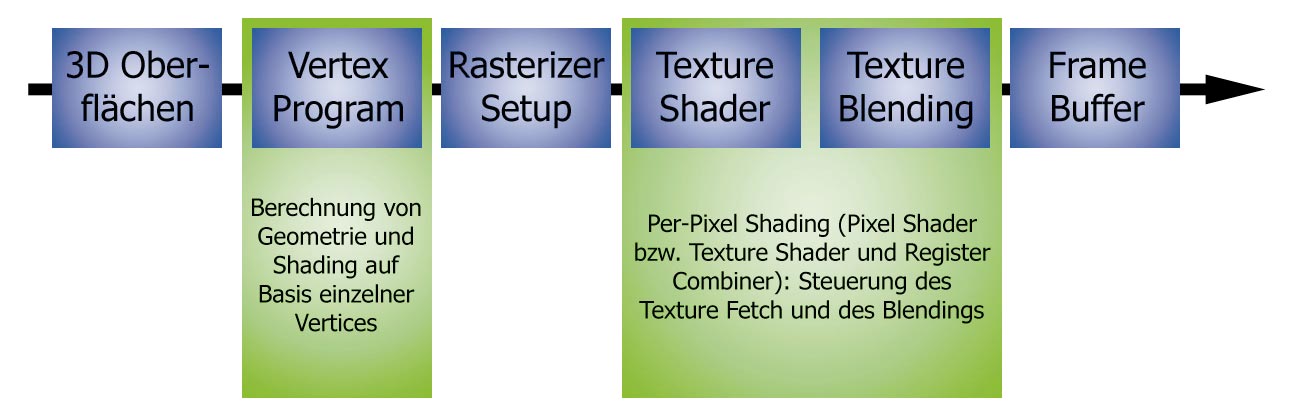 3D Ober-
flächen
Vertex
Program
Rasterizer
Setup
Texture
Shader
Texture
Blending
Frame
Buffer
Berechnung von
Geometrie und
Shading auf
Basis einzelner
Vertices
Per-Pixel Shading (Pixel Shader
bzw. Texture Shader und Register
Combiner): Steuerung des
Texture Fetch und des Blendings